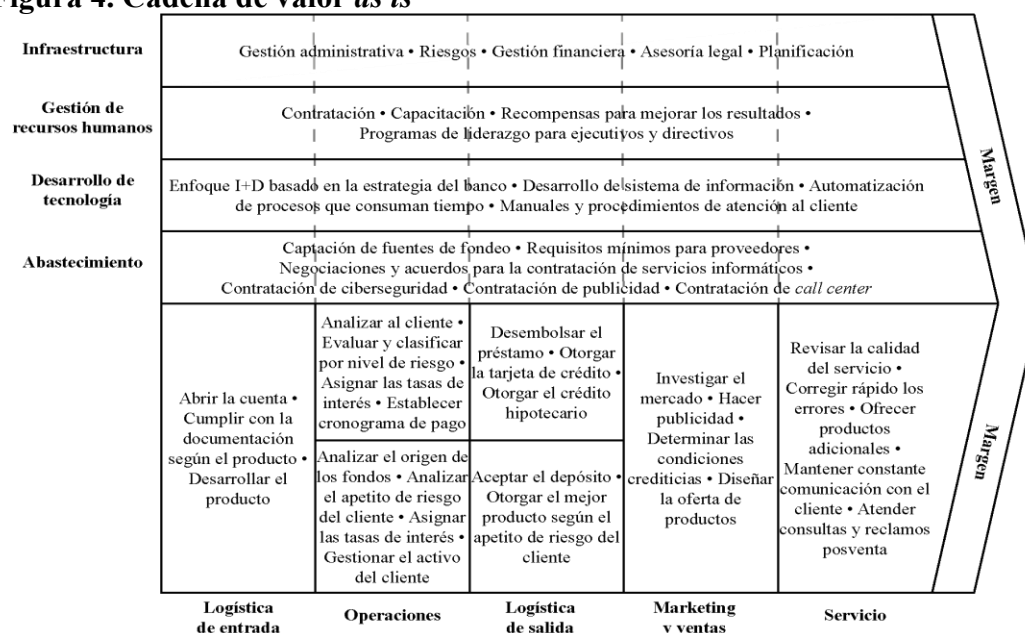 Figura 4. Cadena de valor as is
Infraestructura
Gestión administrativa • Riesgos • Gestión financiera • Asesoría legal • Planificación
Gestión de
recursos humanos
Contratación • Capacitación • Recompensas para mejorar los resultados •
Programas de liderazgo para ejecutivos y directivos
Desarrollo de
tecnología
Enfoque I+D basado en la estrategia del banco • Desarrollo de sistema de información • Automatización
de procesos que consuman tiempo • Manuales y procedimientos de atención al cliente
Abastecimiento
Captación de fuentes de fondeo • Requisitos mínimos para proveedores •
Negociaciones y acuerdos para la contratación de servicios informáticos •
Contratación de ciberseguridad • Contratación de publicidad • Contratación de call center
Margen
Abrir la cuenta •
Cumplir con la
documentación
según el producto •
Desarrollar el
producto
Analizar al cliente •
Evaluar y clasificar
por nivel de riesgo •
Asignar las tasas de
interés • Establecer
cronograma de pago
Analizar el origen de
los fondos • Analizar
el apetito de riesgo
del cliente • Asignar
las tasas de interés •
Gestionar el activo
del cliente
Desembolsar el
préstamo • Otorgar
la tarjeta de crédito •
Otorgar el crédito
hipotecario
Aceptar el depósito •
Otorgar el mejor
producto según el
apetito de riesgo del
cliente
Investigar el
mercado • Hacer
publicidad •
Determinar las
condiciones
crediticias • Diseñar
la oferta de
productos
Revisar la calidad
del servicio •
Corregir rápido los
errores • Ofrecer
productos
adicionales •
Mantener constante
comunicación con el
cliente • Atender
consultas y reclamos
posventa
Margen
Logística
de entrada
Operaciones
Logística
de salida
Marketing
y ventas
Servicio